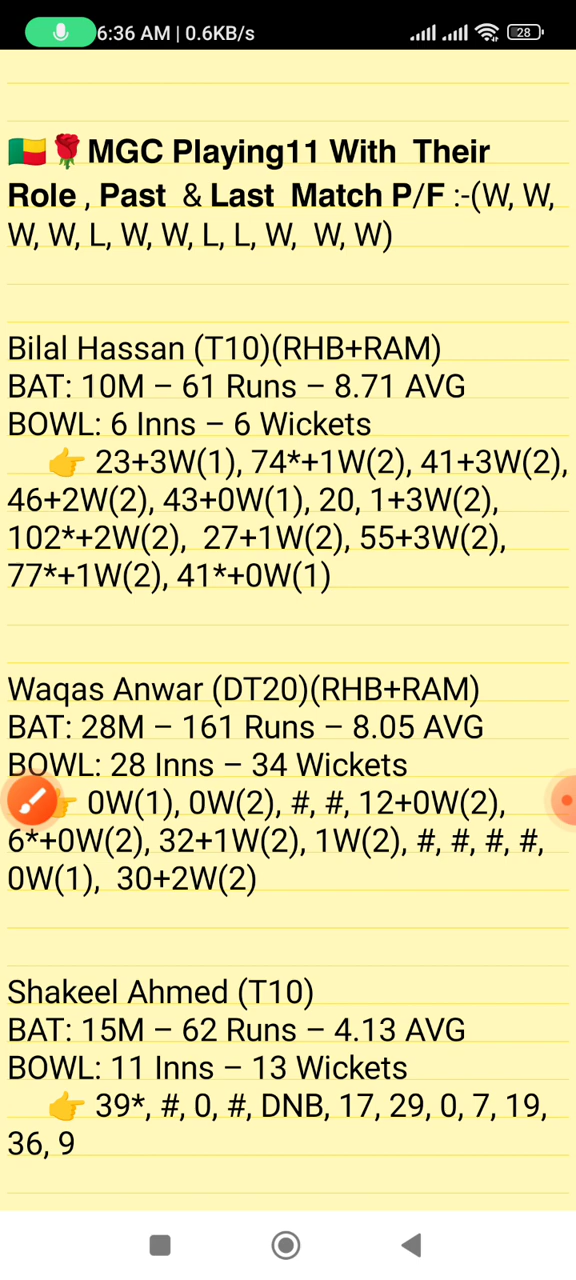 6:36 AM | 0.6KB/s 28
🇧🇯🌹MGC Playing11 With Their
Role , Past & Last Match P/F :-(W, W,
W, W, L, W, W, L, L, W, W, W)
Bilal Hassan (T10)(RHB+RAM)
BAT: 10M – 61 Runs – 8.71 AVG
BOWL: 6 Inns – 6 Wickets
👉 23+3W(1), 74*+1W(2), 41+3W(2),
46+2W(2), 43+0W(1), 20, 1+3W(2),
102*+2W(2), 27+1W(2), 55+3W(2),
77*+1W(2), 41*+0W(1)
Waqas Anwar (DT20)(RHB+RAM)
BAT: 28M – 161 Runs – 8.05 AVG
BOWL: 28 Inns – 34 Wickets
👉 0W(1), 0W(2), #, #, 12+0W(2),
6*+0W(2), 32+1W(2), 1W(2), #, #, #, #,
0W(1), 30+2W(2)
Shakeel Ahmed (T10)
BAT: 15M – 62 Runs – 4.13 AVG
BOWL: 11 Inns – 13 Wickets
👉 39*, #, 0, #, DNB, 17, 29, 0, 7, 19,
36, 9